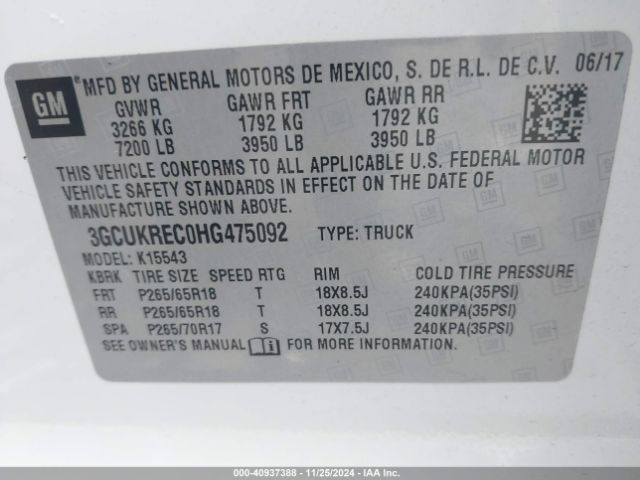 GM ® MFD BY GENERAL MOTORS DE MEXICO, S. DE R.L. DE C.V. 06/17
GVWR GAWR FRT GAWR RR
3266 KG 1792 KG 1792 KG
7200 LB 3950 LB 3950 LB
THIS VEHICLE CONFORMS TO ALL APPLICABLE U.S. FEDERAL MOTOR
VEHICLE SAFETY STANDARDS IN EFFECT ON THE DATE OF
MANUFACTURE SHOWN ABOVE.
3GCUKREC0HG475092 TYPE: TRUCK
MODEL: K15543
KBRK TIRE SIZE SPEED RTG RIM COLD TIRE PRESSURE
FRT P265/65R18 T 18X8.5J 240KPA(35PSI)
RR P265/65R18 T 18X8.5J 240KPA(35PSI)
SPA P265/70R17 S 17X7.5J 240KPA(35PSI)
SEE OWNER'S MANUAL FOR MORE INFORMATION.
000-40937388 - 11/25/2024 - COPART